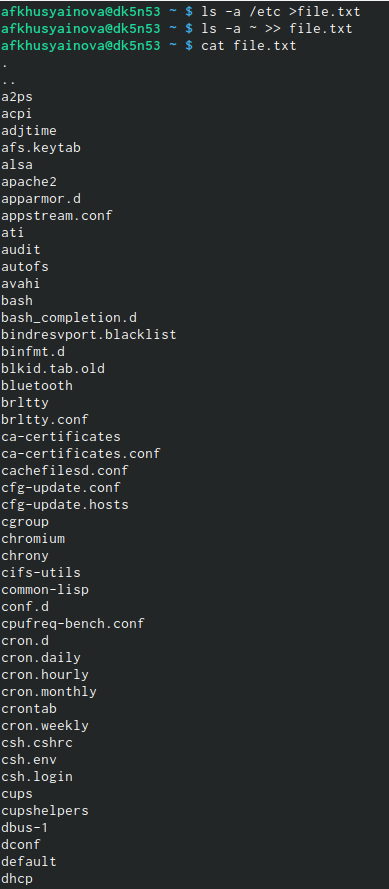 afkhusyainova@dk5n53 ~ $ ls -a /etc >file.txt
afkhusyainova@dk5n53 ~ $ ls -a ~ >> file.txt
afkhusyainova@dk5n53 ~ $ cat file.txt
.
..
a2ps
acpi
adjtime
afs.keytab
alsa
apache2
apparmor.d
appstream.conf
ati
audit
autofs
avahi
bash
bash_completion.d
bindresvport.blacklist
binfmt.d
blkid.tab.old
bluetooth
brltty
brltty.conf
ca-certificates
ca-certificates.conf
cachefilesd.conf
cfg-update.conf
cfg-update.hosts
cgroup
chromium
chrony
cifs-utils
common-lisp
conf.d
cpufreq-bench.conf
cron.d
cron.daily
cron.hourly
cron.monthly
crontab
cron.weekly
csh.cshrc
csh.env
csh.login
cups
cupshelpers
dbus-1
dconf
default
dhcp